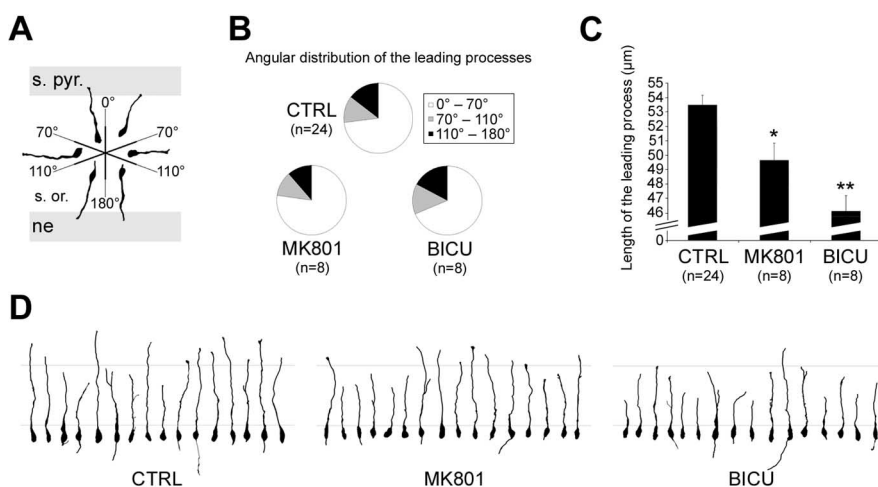 A
s. pyr.
0°
70°
70°
110°
110°
s. or.
180°
ne
B
Angular distribution of the leading processes
CTRL
(n=24)
0° – 70°
70° – 110°
110° – 180°
MK801
(n=8)
BICU
(n=8)
C
Length of the leading process (µm)
55
54
53
52
51
50
49
48
47
46
0
*
**
CTRL
(n=24)
MK801
(n=8)
BICU
(n=8)
D
CTRL
MK801
BICU